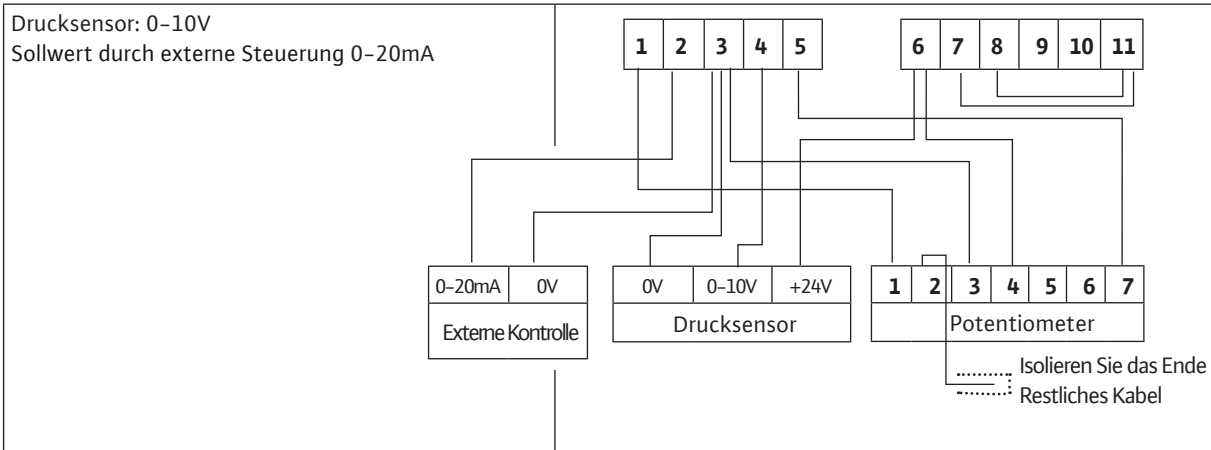 Drucksensor: 0–10V
Sollwert durch externe Steuerung 0–20mA
1 2 3 4 5
6 7 8 9 10 11
0–20mA 0V
Externe Kontrolle
0V 0–10V +24V
Drucksensor
1 2 3 4 5 6 7
Potentiometer
Isolieren Sie das Ende
Restliches Kabel